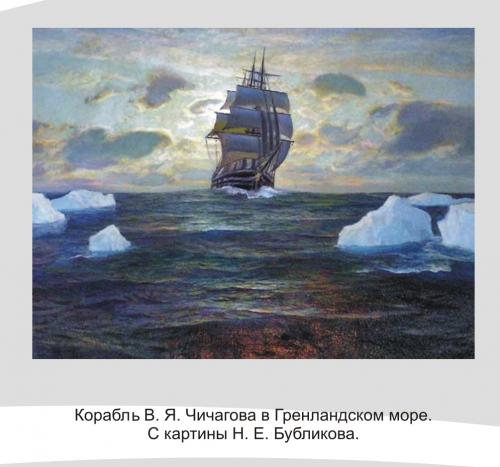 Корабль В. Я. Чичагова в Гренландском море.
С картины Н. Е. Бубликова.